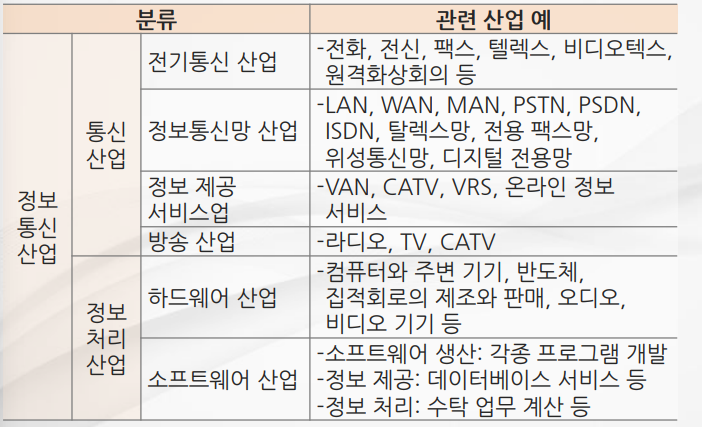 분류
관련 산업 예
정보
통신
산업
통신
산업
전기통신 산업
-전화, 전신, 팩스, 텔렉스, 비디오텍스,
원격화상회의 등
정보통신망 산업
-LAN, WAN, MAN, PSTN, PSDN,
ISDN, 탈렉스망, 전용 팩스망,
위성통신망, 디지털 전용망
정보 제공
서비스업
-VAN, CATV, VRS, 온라인 정보
서비스
방송 산업
-라디오, TV, CATV
정보
처리
산업
하드웨어 산업
-컴퓨터와 주변 기기, 반도체,
집적회로의 제조와 판매, 오디오,
비디오 기기 등
소프트웨어 산업
-소프트웨어 생산: 각종 프로그램 개발
-정보 제공: 데이터베이스 서비스 등
-정보 처리: 수탁 업무 계산 등